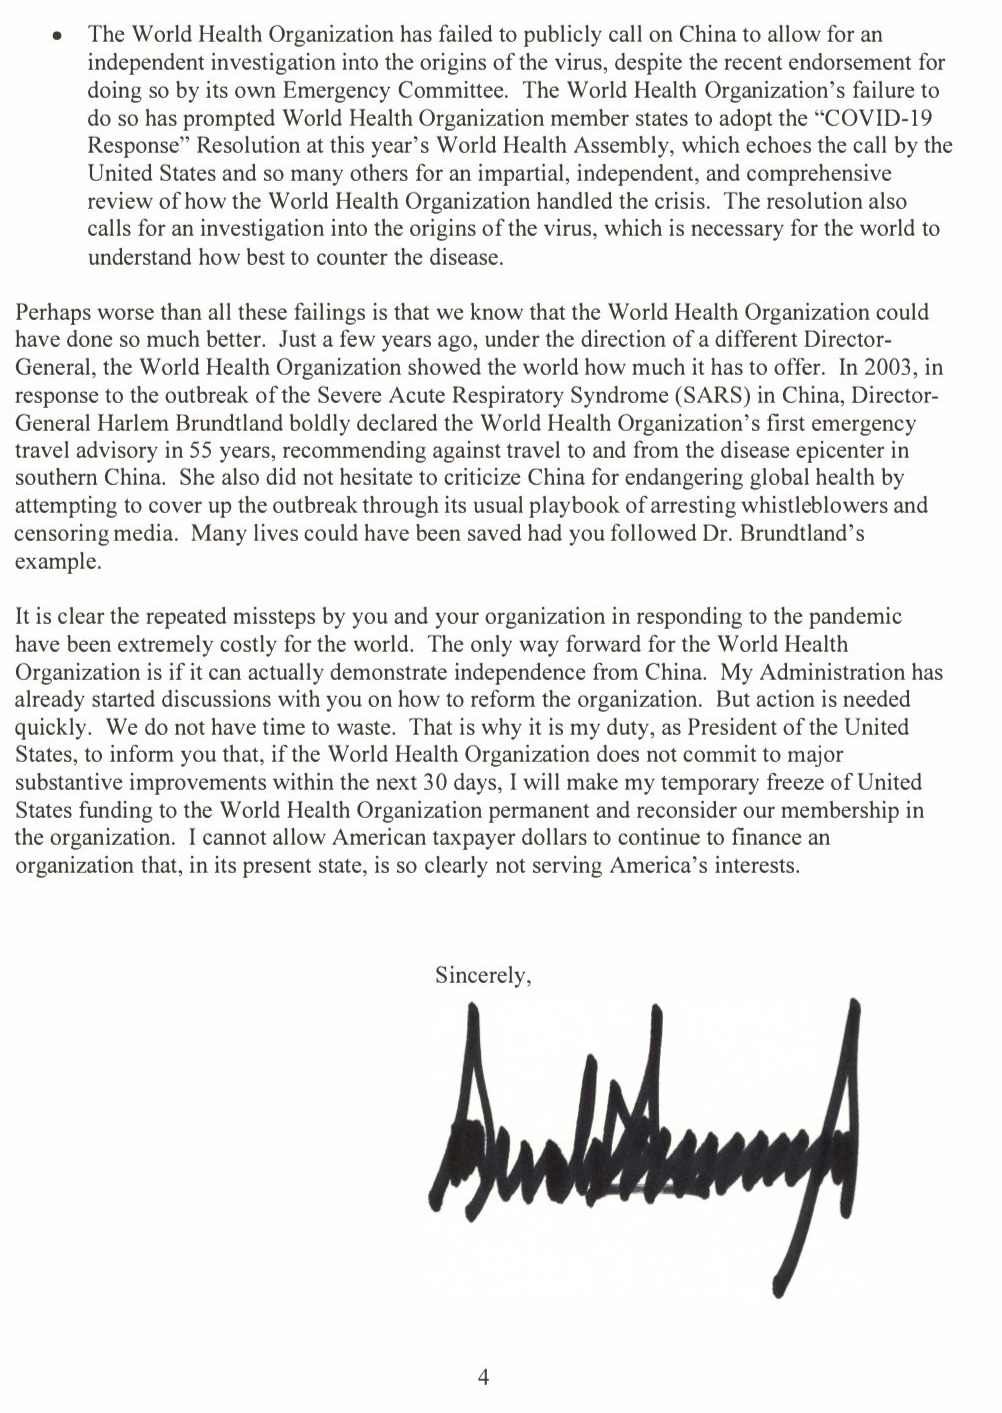 • The World Health Organization has failed to publicly call on China to allow for an
independent investigation into the origins of the virus, despite the recent endorsement for
doing so by its own Emergency Committee. The World Health Organization’s failure to
do so has prompted World Health Organization member states to adopt the “COVID-19
Response” Resolution at this year’s World Health Assembly, which echoes the call by the
United States and so many others for an impartial, independent, and comprehensive
review of how the World Health Organization handled the crisis. The resolution also
calls for an investigation into the origins of the virus, which is necessary for the world to
understand how best to counter the disease.
Perhaps worse than all these failings is that we know that the World Health Organization could
have done so much better. Just a few years ago, under the direction of a different Director-
General, the World Health Organization showed the world how much it has to offer. In 2003, in
response to the outbreak of the Severe Acute Respiratory Syndrome (SARS) in China, Director-
General Harlem Brundtland boldly declared the World Health Organization’s first emergency
travel advisory in 55 years, recommending against travel to and from the disease epicenter in
southern China. She also did not hesitate to criticize China for endangering global health by
attempting to cover up the outbreak through its usual playbook of arresting whistleblowers and
censoring media. Many lives could have been saved had you followed Dr. Brundtland’s
example.
It is clear the repeated missteps by you and your organization in responding to the pandemic
have been extremely costly for the world. The only way forward for the World Health
Organization is if it can actually demonstrate independence from China. My Administration has
already started discussions with you on how to reform the organization. But action is needed
quickly. We do not have time to waste. That is why it is my duty, as President of the United
States, to inform you that, if the World Health Organization does not commit to major
substantive improvements within the next 30 days, I will make my temporary freeze of United
States funding to the World Health Organization permanent and reconsider our membership in
the organization. I cannot allow American taxpayer dollars to continue to finance an
organization that, in its present state, is so clearly not serving America’s interests.
Sincerely,
4